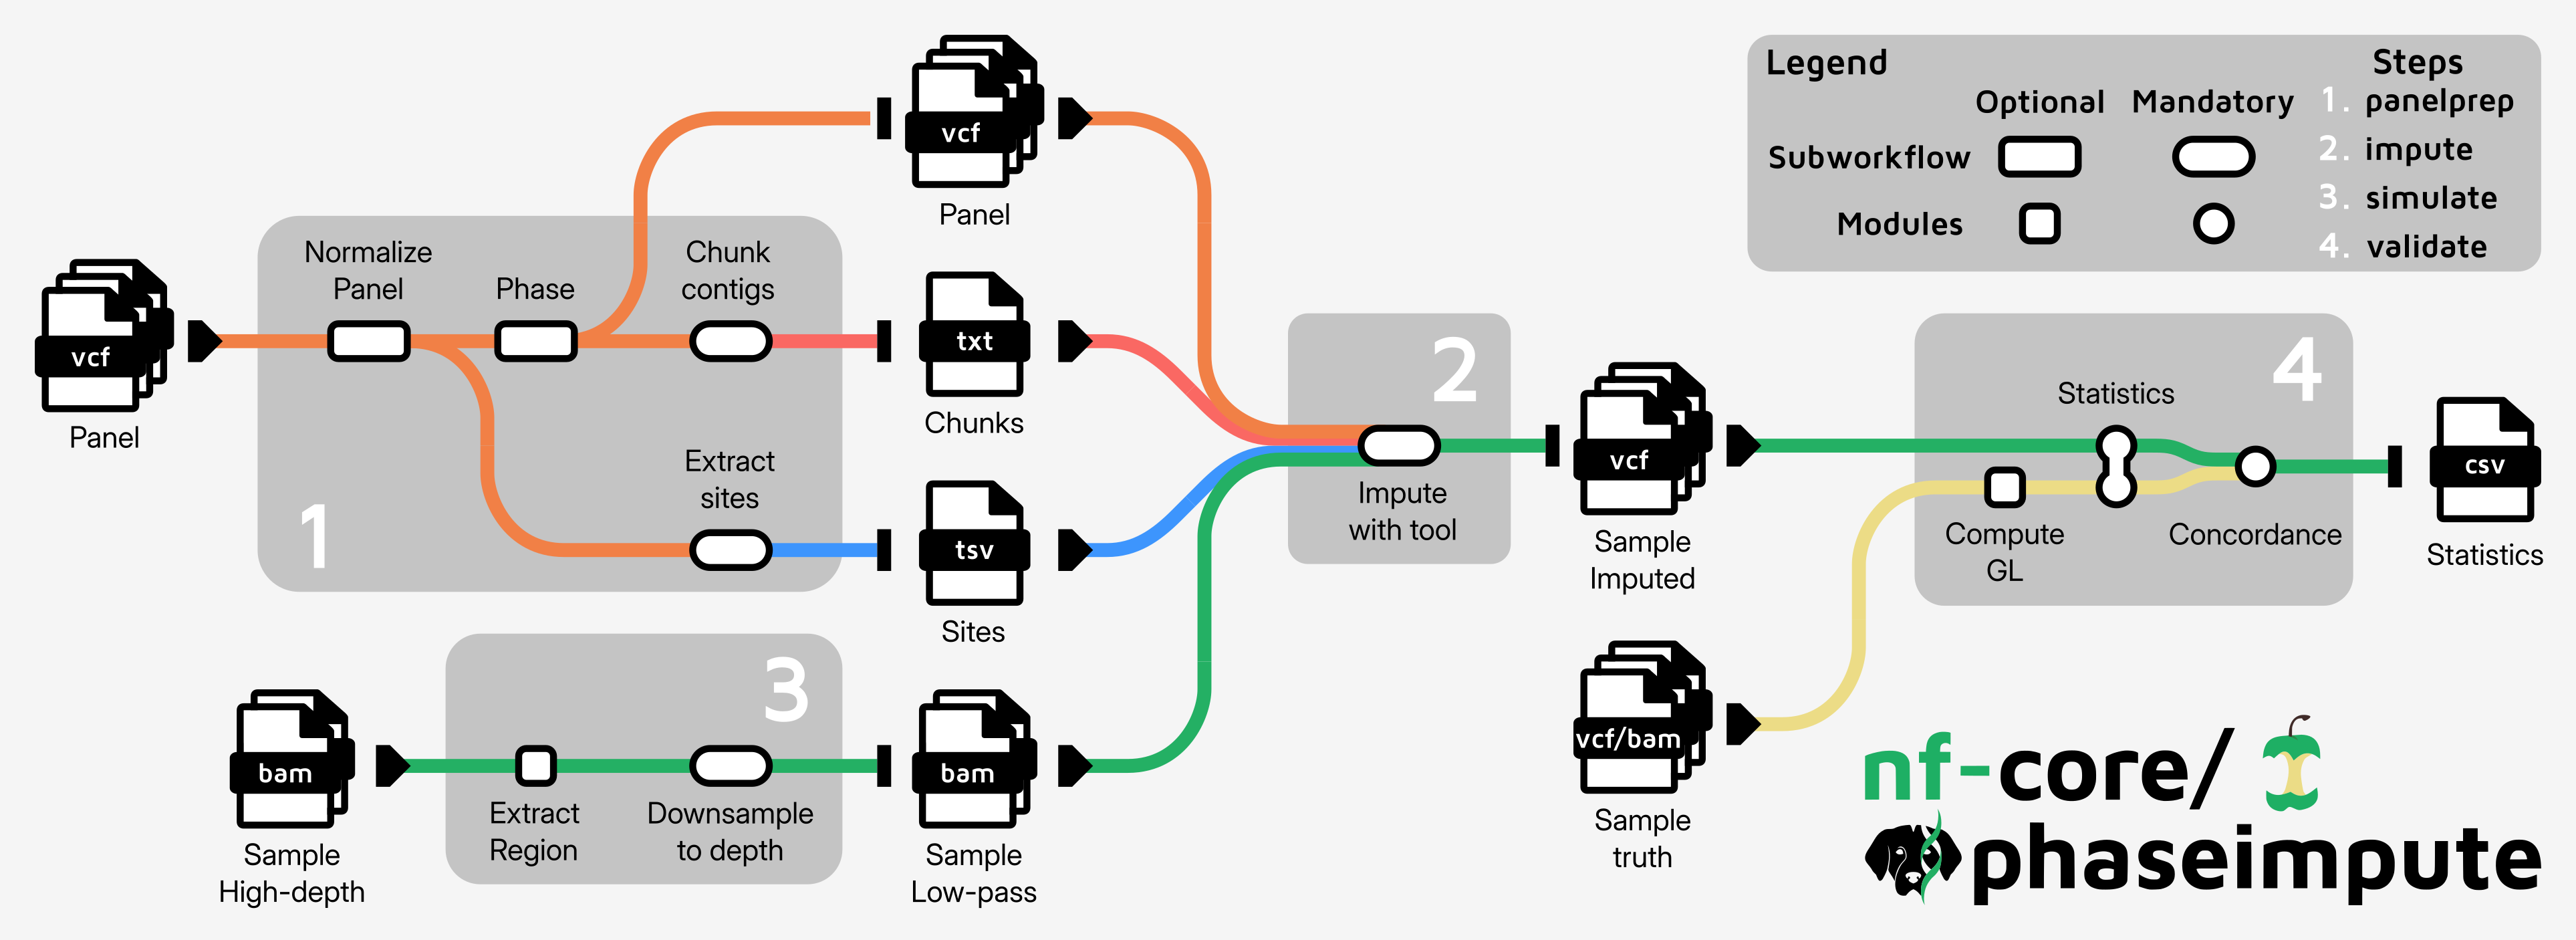 Legend
Optional
Mandatory
Subworkflow
Modules
Steps
1. panelprep
2. impute
3. simulate
4. validate
vcf
Panel
Normalize
Panel
Phase
Chunk
contigs
Extract
sites
1
vcf
Panel
txt
Chunks
tsv
Sites
bam
Sample
High-depth
3
Extract
Region
Downsample
to depth
bam
Sample
Low-pass
2
Impute
with tool
vcf
Sample
Imputed
vcf/bam
Sample
truth
4
Statistics
Compute
GL
Concordance
csv
Statistics
nf-core/
phaseimpute